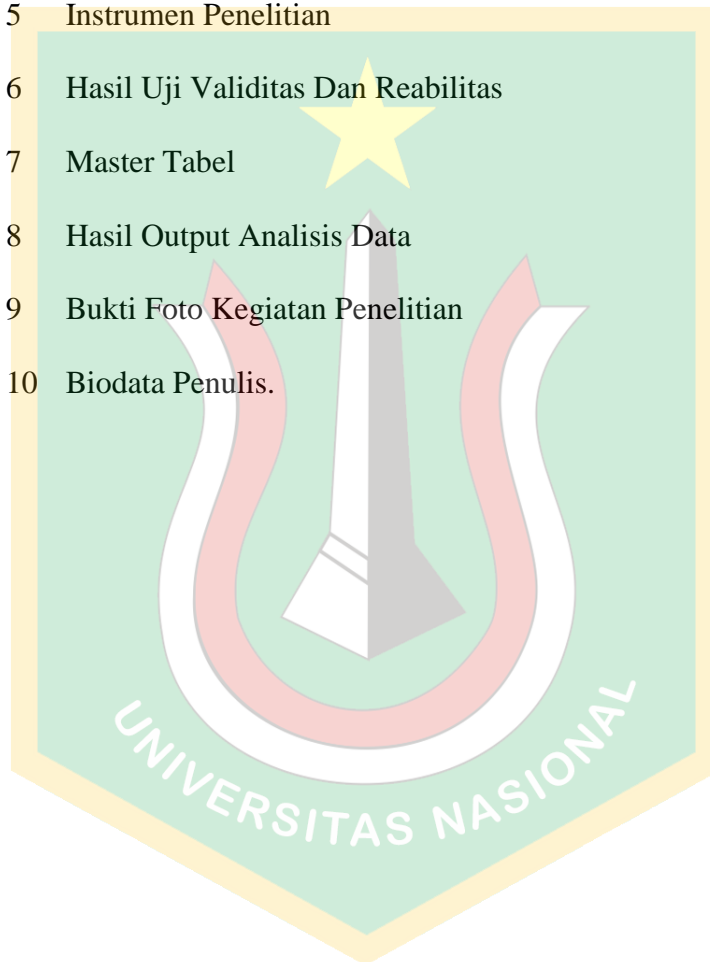 5 Instrumen Penelitian
6 Hasil Uji Validitas Dan Reabilitas
7 Master Tabel
8 Hasil Output Analisis Data
9 Bukti Foto Kegiatan Penelitian
10 Biodata Penulis.
UNIVERSITAS NASIONAL